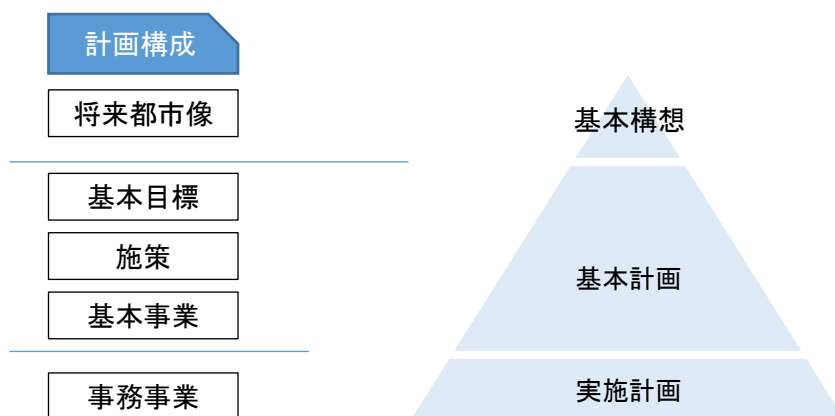 計画構成
将来都市像
基本構想
基本目標
施策
基本計画
基本事業
事務事業
実施計画